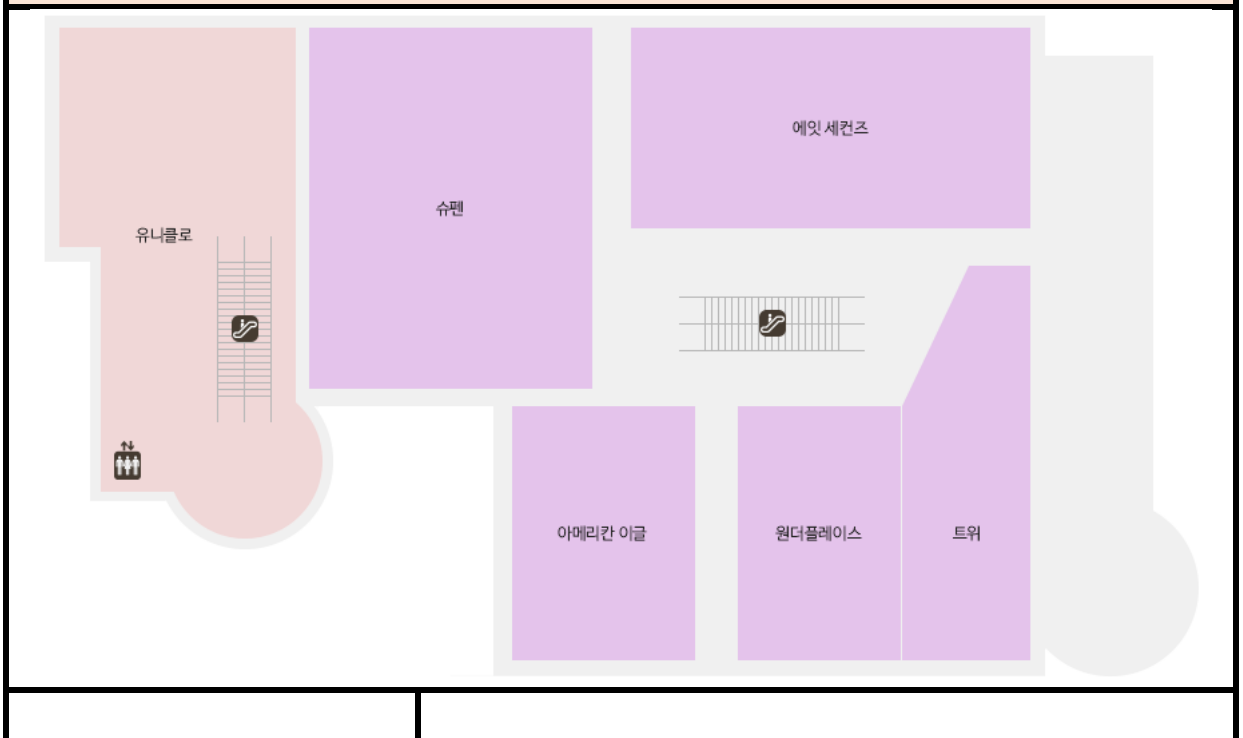 에잇 세컨즈
슈펜
유니클로
아메리칸 이글
원더플레이스
트위